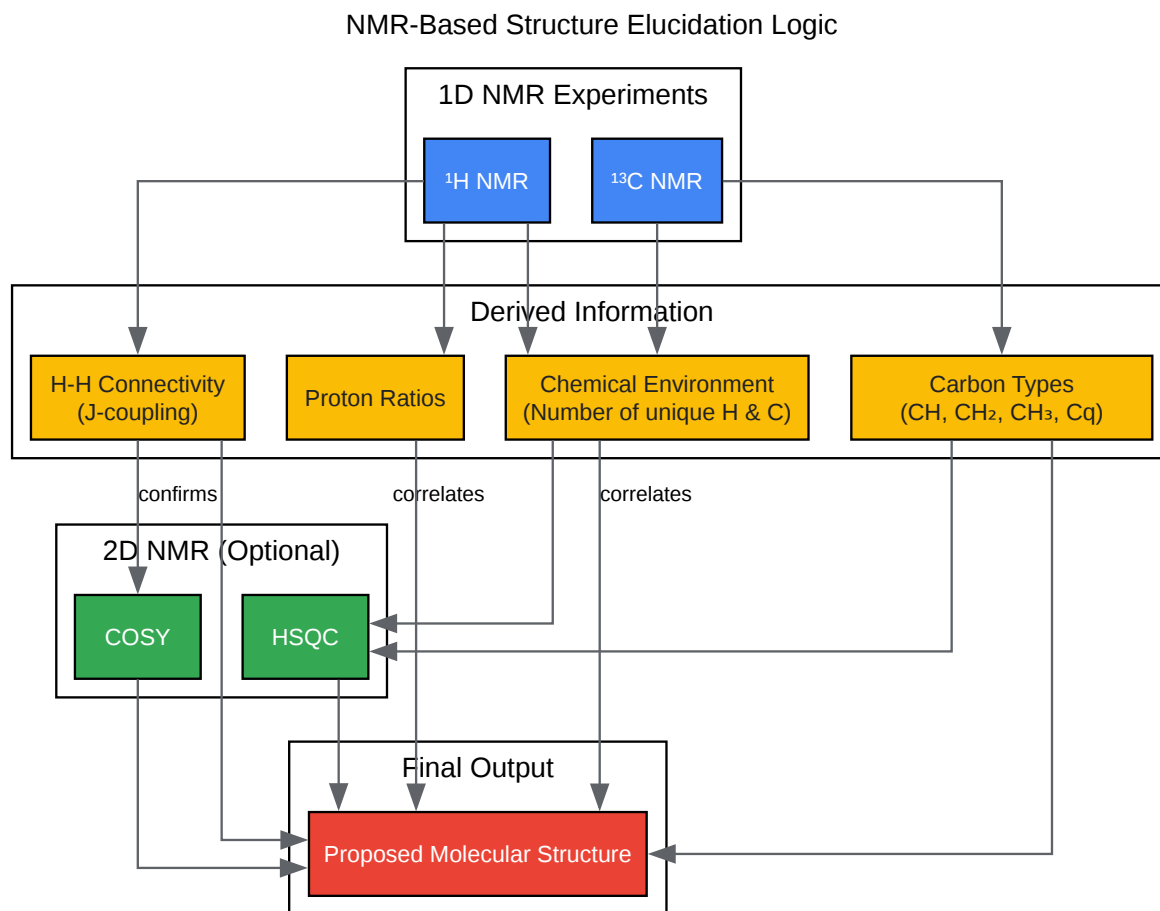 NMR-Based Structure Elucidation Logic
1D NMR Experiments
¹H NMR
¹³C NMR
Derived Information
H-H Connectivity
(J-coupling)
Proton Ratios
Chemical Environment
(Number of unique H & C)
Carbon Types
(CH, CH₂, CH₃, Cq)
confirms
correlates
correlates
2D NMR (Optional)
COSY
HSQC
Final Output
Proposed Molecular Structure